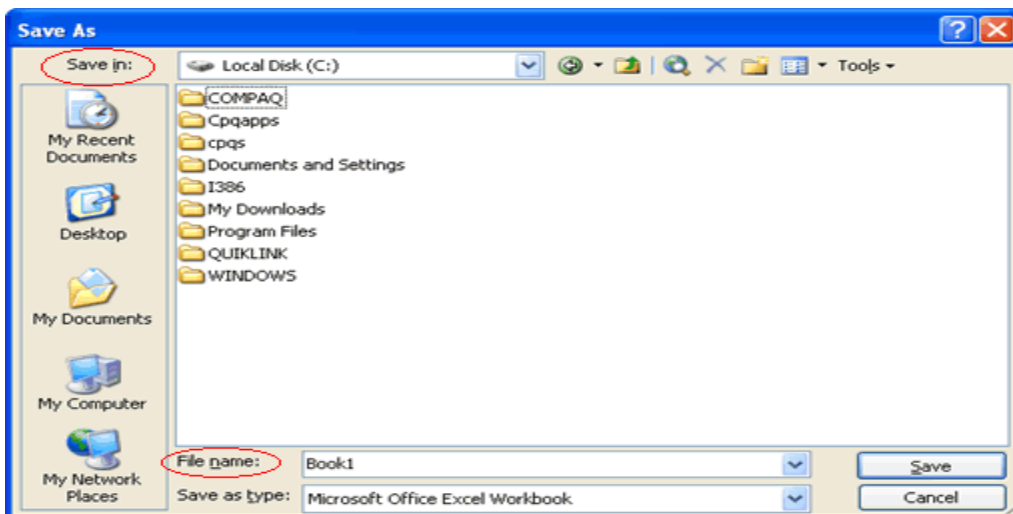 Save As
Save in:
Local Disk (C:)
Tools
My Recent
Documents
Desktop
My Documents
My Computer
My Network
Places
COMPAQ
Cpqapps
cpqs
Documents and Settings
I386
My Downloads
Program Files
QUIKLINK
WINDOWS
File name:
Book1
Save
Save as type:
Microsoft Office Excel Workbook
Cancel